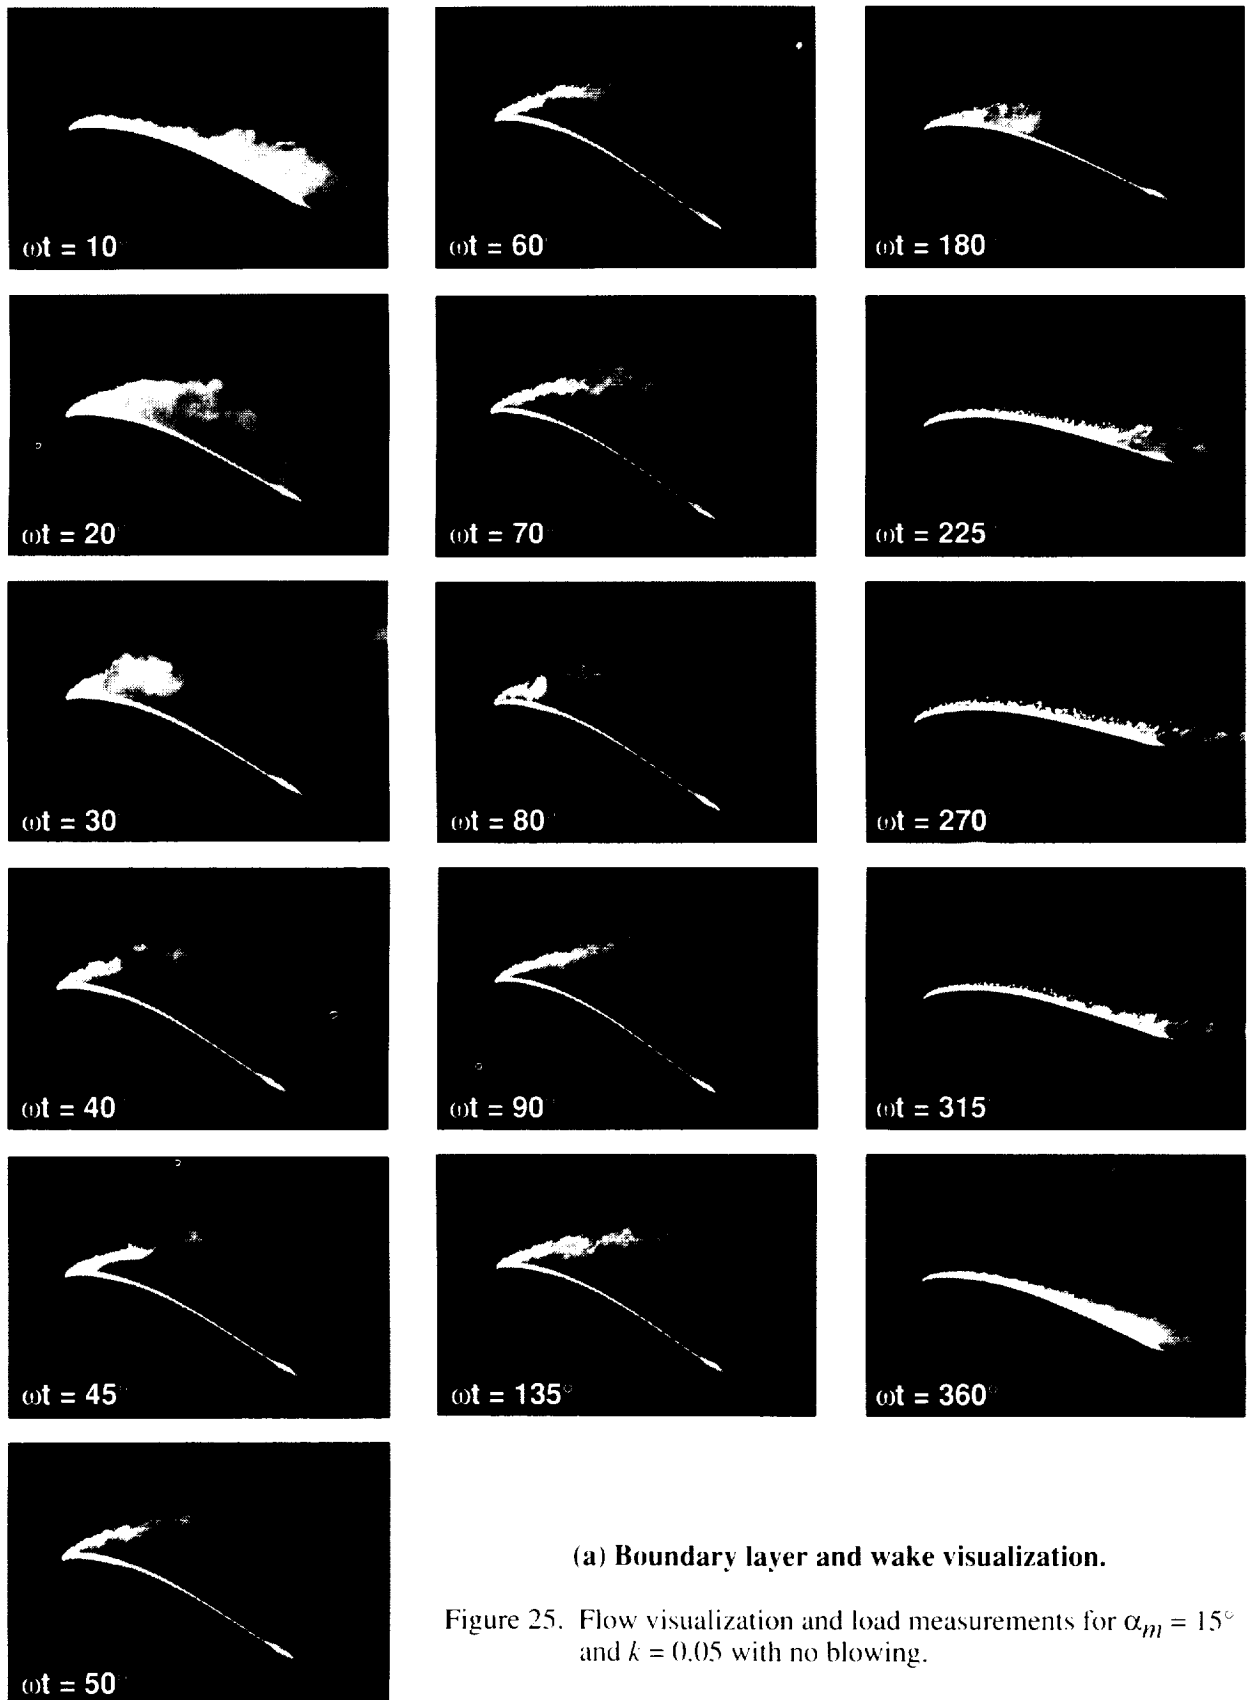 ωt = 10°
ωt = 20°
ωt = 30
ωt = 40
ωt = 45°
ωt = 50°
ωt = 60
ωt = 70
ωt = 80
ωt = 90
ωt = 135°
ωt = 180
ωt = 225
ωt = 270
ωt = 315
ωt = 360°
(a) Boundary layer and wake visualization.
Figure 25. Flow visualization and load measurements for αm = 15°
and k = 0.05 with no blowing.